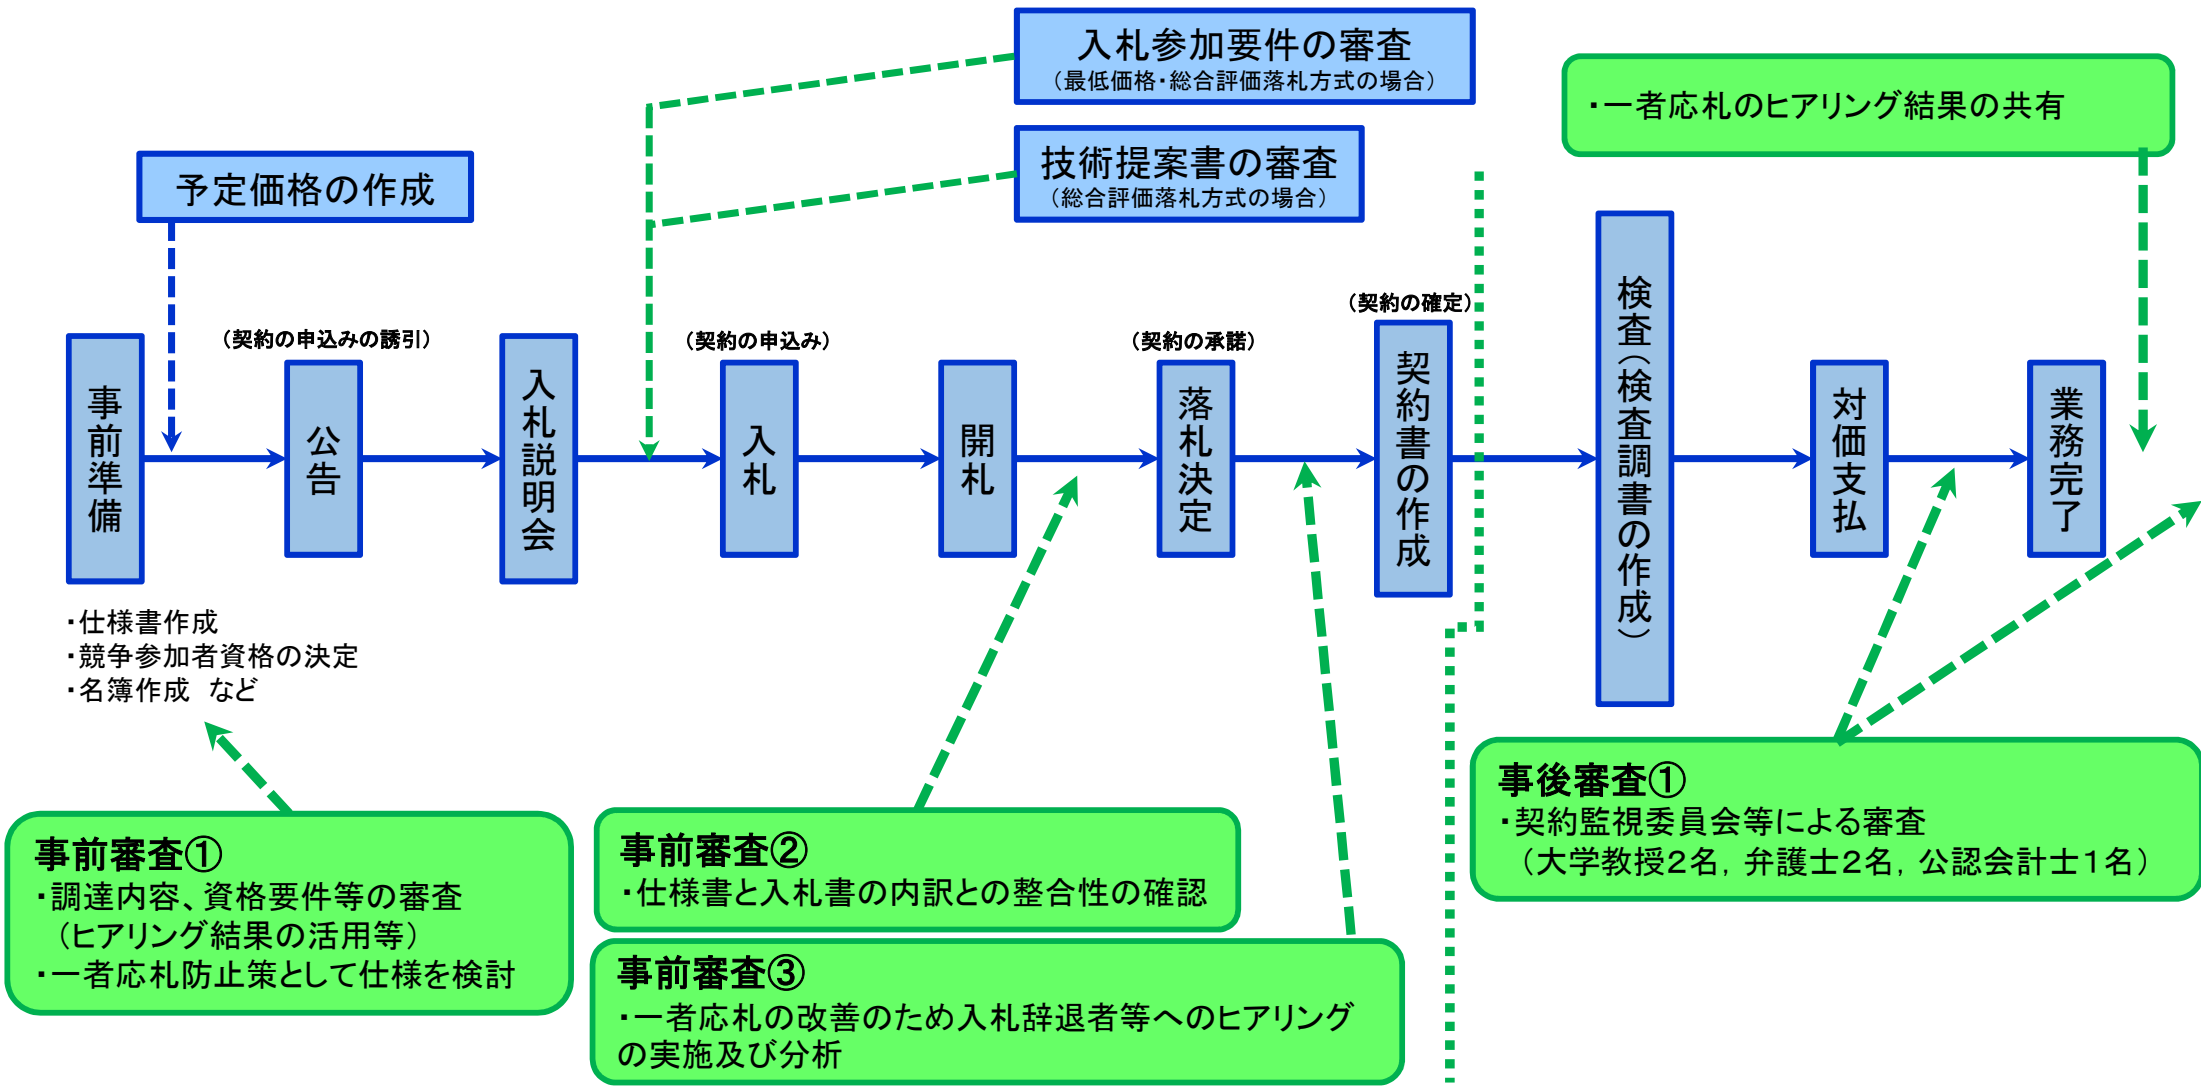 入札参加要件の審査
（最低価格・総合評価落札方式の場合）
・一者応札のヒアリング結果の共有
技術提案書の審査
（総合評価落札方式の場合）
予定価格の作成
（契約の申込みの誘引）
（契約の申込み）
（契約の承諾）
（契約の確定）
事前準備
公告
入札説明会
入札
開札
落札決定
契約書の作成
検査（検査調書の作成）
対価支払
業務完了
・仕様書作成
・競争参加者資格の決定
・名簿作成　など
事前審査①
・調達内容、資格要件等の審査
（ヒアリング結果の活用等）
・一者応札防止策として仕様を検討
事前審査②
・仕様書と入札書の内訳との整合性の確認
事前審査③
・一者応札の改善のため入札辞退者等へのヒアリング
の実施及び分析
事後審査①
・契約監視委員会等による審査
（大学教授２名，弁護士２名，公認会計士１名）